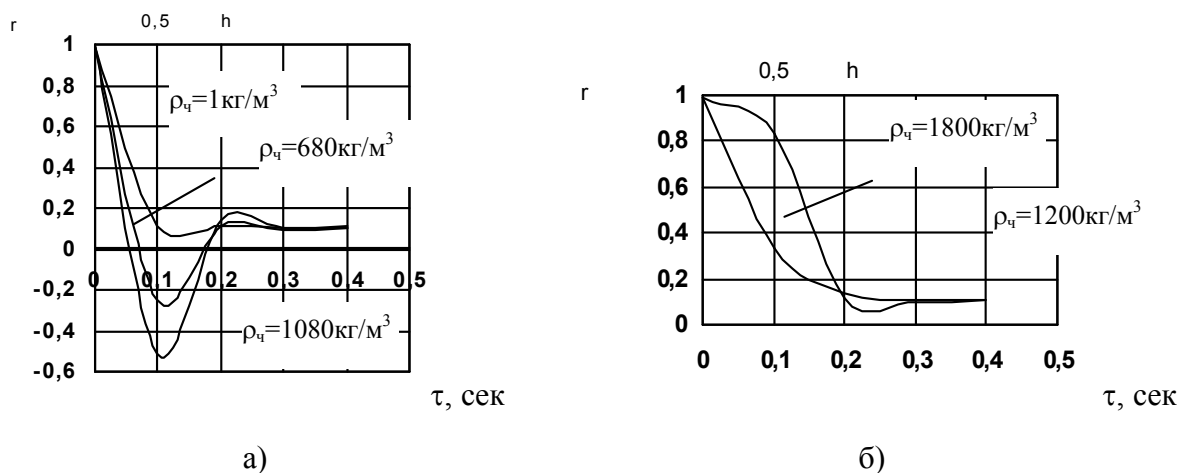 r 0,5 h
1
0,8
0,6
0,4
0,2
0
-0,2
-0,4
-0,6
0 0,1 0,2 0,3 0,4 0,5
ρч=1кг/м³
ρч=680кг/м³
ρч=1080кг/м³
τ, сек
а)
0,5 h
r
1
0,8
0,6
0,4
0,2
0
0 0,1 0,2 0,3 0,4 0,5
ρч=1800кг/м³
ρч=1200кг/м³
τ, сек
б)